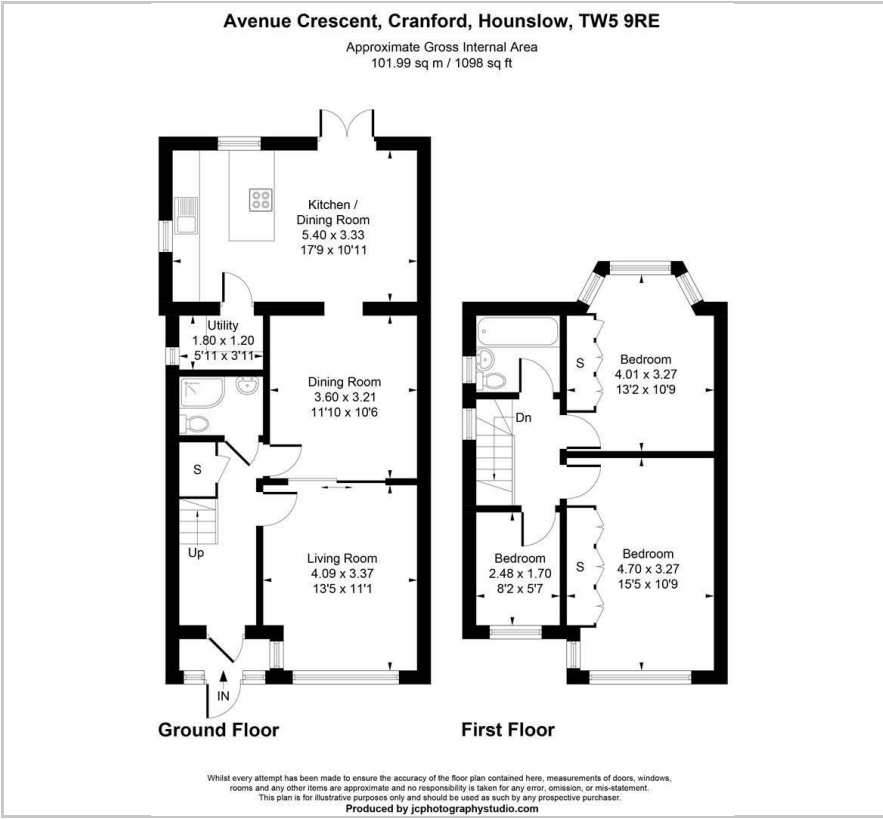 Avenue Crescent, Cranford, Hounslow, TW5 9RE
Approximate Gross Internal Area
101.99 sq m / 1098 sq ft
Kitchen /
Dining Room
5.40 x 3.33
17'9 x 10'11
Utility
1.80 x 1.20
5'11 x 3'11
Dining Room
3.60 x 3.21
11'10 x 10'6
S
Up
Living Room
4.09 x 3.37
13'5 x 11'1
IN
Ground Floor
S
Bedroom
4.01 x 3.27
13'2 x 10'9
Dn
Bedroom
2.48 x 1.70
8'2 x 5'7
S
Bedroom
4.70 x 3.27
15'5 x 10'9
First Floor
Whilst every attempt has been made to ensure the accuracy of the floor plan contained here, measurements of doors, windows,
rooms and any other items are approximate and no responsibility is taken for any error, omission, or mis-statement.
This plan is for illustrative purposes only and should be used as such by any prospective purchaser.
Produced by jcphotographystudio.com